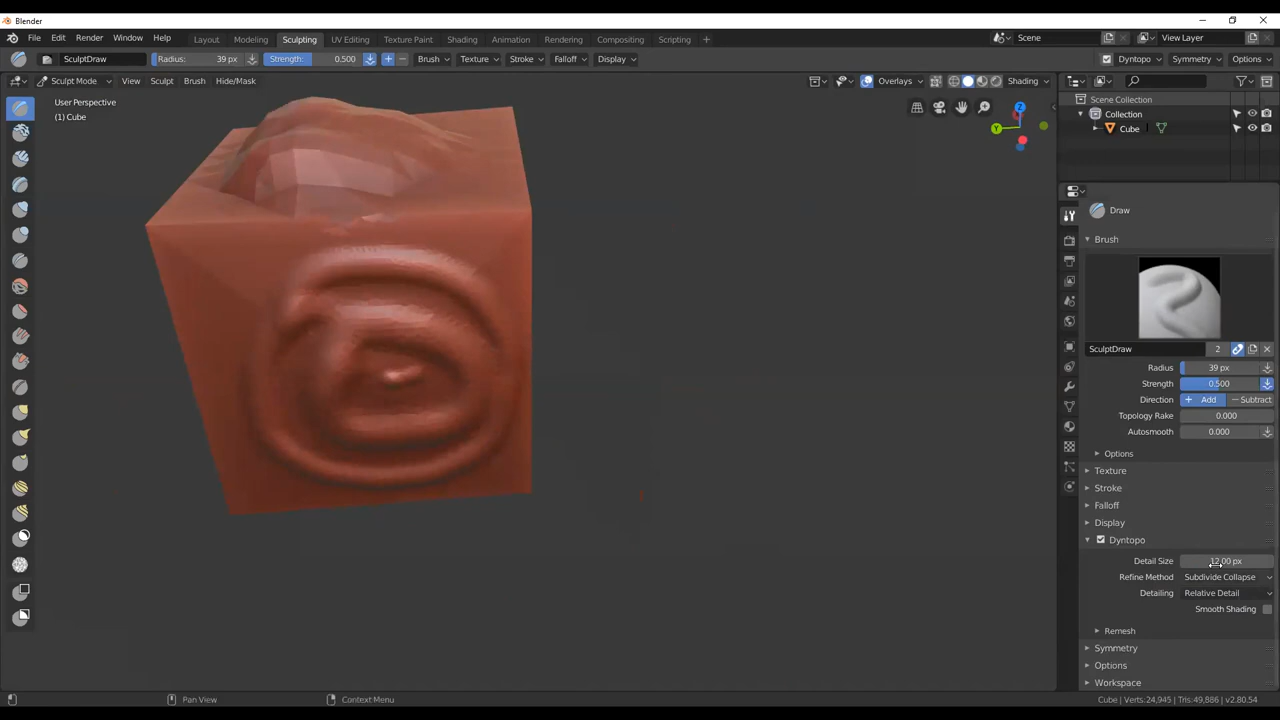 Blender
File Edit Render Window Help Layout Modeling Sculpting UV Editing Texture Paint Shading Animation Rendering Compositing Scripting + Scene View Layer
SculptDraw Radius: 39 px Strength: 0.500 Brush Texture Stroke Falloff Display Dyntopo Symmetry Options
Sculpt Mode View Sculpt Brush Hide/Mask Overlays Shading
User Perspective
(1) Cube
Z
Y
Scene Collection
Collection
Cube
Draw
Brush
SculptDraw 2
Radius 39 px
Strength 0.500
Direction + Add − Subtract
Topology Rake 0.000
Autosmooth 0.000
Options
Texture
Stroke
Falloff
Display
Dyntopo
Detail Size 12.00 px
Refine Method Subdivide Collapse
Detailing Relative Detail
Smooth Shading
Remesh
Symmetry
Options
Workspace
Pan View Context Menu Cube | Verts:24,945 | Tris:49,886 | v2.80.54